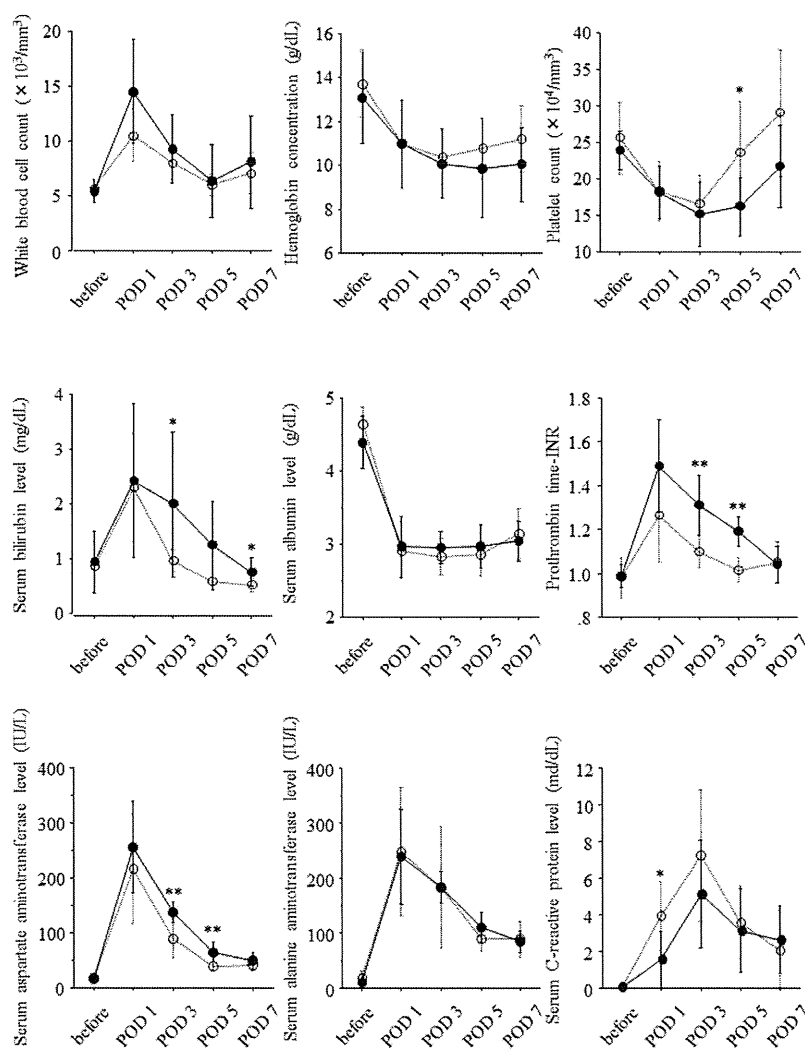 White blood cell count (×10³/mm³)
20
15
10
5
0
before
POD 1
POD 3
POD 5
POD 7
Hemoglobin concentration (g/dL)
16
14
12
10
8
6
before
POD 1
POD 3
POD 5
POD 7
Platelet count (×10⁴/mm³)
40
35
30
25
20
15
10
*
before
POD 1
POD 3
POD 5
POD 7
Serum bilirubin level (mg/dL)
4
3
2
1
0
*
*
before
POD 1
POD 3
POD 5
POD 7
Serum albumin level (g/dL)
5
4
3
2
before
POD 1
POD 3
POD 5
POD 7
Prothrombin time-INR
1.8
1.6
1.4
1.2
1.0
.8
**
**
before
POD 1
POD 3
POD 5
POD 7
Serum aspartate aminotransferase level (IU/L)
400
300
200
100
0
**
**
before
POD 1
POD 3
POD 5
POD 7
Serum alanine aminotransferase level (IU/L)
400
300
200
100
0
before
POD 1
POD 3
POD 5
POD 7
Serum C-reactive protein level (md/dL)
12
10
8
6
4
2
0
*
before
POD 1
POD 3
POD 5
POD 7